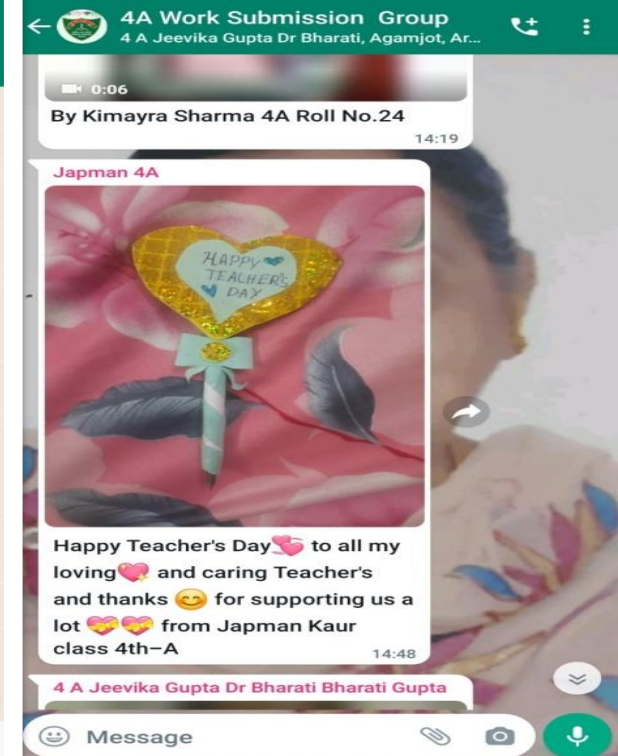 4A Work Submission Group
4 A Jeevika Gupta Dr Bharati, Agamjot, Ar...
0:06
By Kimayra Sharma 4A Roll No.24
14:19
Japman 4A
HAPPY
TEACHER'S
DAY
Happy Teacher's Day💞 to all my
loving💖 and caring Teacher's
and thanks 😊 for supporting us a
lot 💝💝 from Japman Kaur
class 4th-A
14:48
4 A Jeevika Gupta Dr Bharati Bharati Gupta
Message